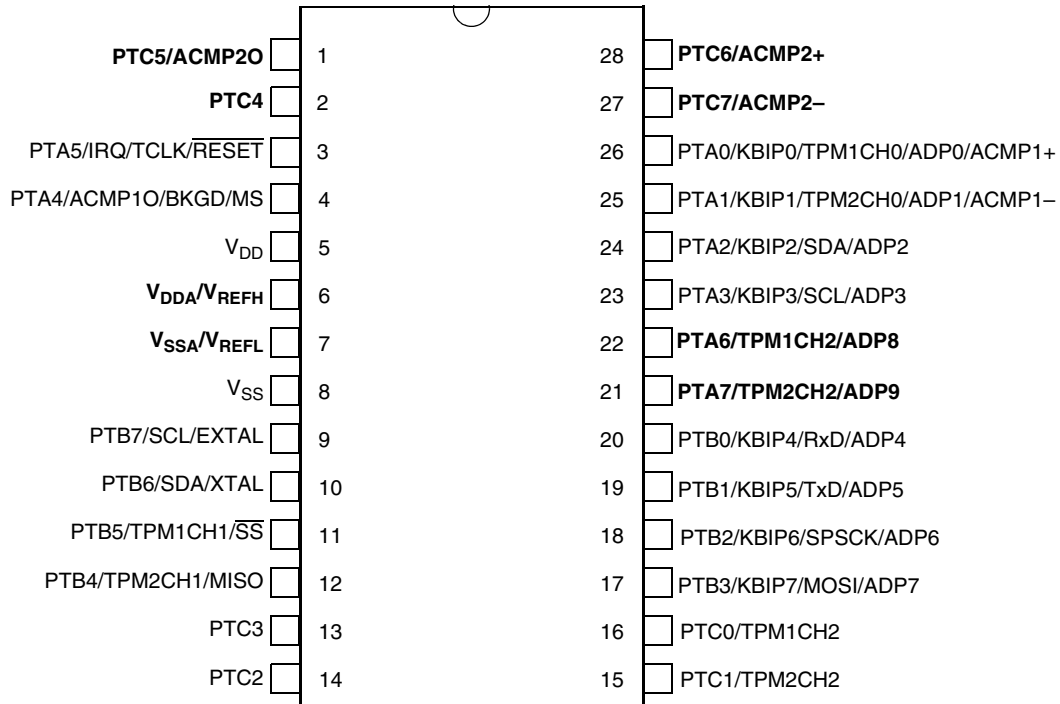 PTC5/ACMP2O 1 28 PTC6/ACMP2+
PTC4 2 27 PTC7/ACMP2–
PTA5/IRQ/TCLK/RESET 3 26 PTA0/KBIP0/TPM1CH0/ADP0/ACMP1+
PTA4/ACMP1O/BKGD/MS 4 25 PTA1/KBIP1/TPM2CH0/ADP1/ACMP1–
VDD 5 24 PTA2/KBIP2/SDA/ADP2
VDDA/VREFH 6 23 PTA3/KBIP3/SCL/ADP3
VSSA/VREFL 7 22 PTA6/TPM1CH2/ADP8
VSS 8 21 PTA7/TPM2CH2/ADP9
PTB7/SCL/EXTAL 9 20 PTB0/KBIP4/RxD/ADP4
PTB6/SDA/XTAL 10 19 PTB1/KBIP5/TxD/ADP5
PTB5/TPM1CH1/SS 11 18 PTB2/KBIP6/SPSCK/ADP6
PTB4/TPM2CH1/MISO 12 17 PTB3/KBIP7/MOSI/ADP7
PTC3 13 16 PTC0/TPM1CH2
PTC2 14 15 PTC1/TPM2CH2